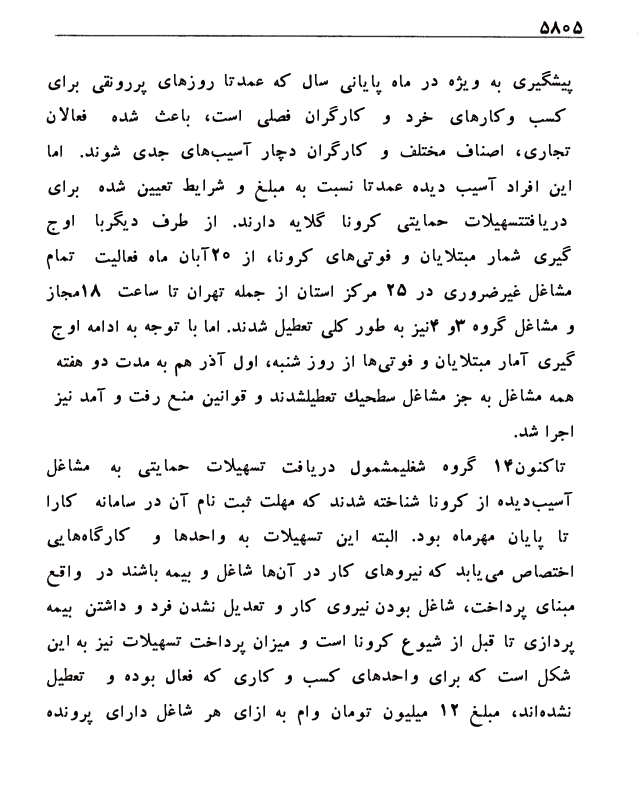 ۵۸۰۵
پیشگیری به ویژه در ماه پایانی سال که عمدتا روزهای پررونقی برای
کسب وکارهای خرد و کارگران فصلی است، باعث شده فعالان
تجاری، اصناف مختلف و کارگران دچار آسیب‌های جدی شوند. اما
این افراد آسیب دیده عمدتا نسبت به مبلغ و شرایط تعیین شده برای
دریافتتسهیلات حمایتی کرونا گلایه دارند. از طرف دیگربا اوج
گیری شمار مبتلایان و فوتی‌های کرونا، از ۲۰آبان ماه فعالیت تمام
مشاغل غیرضروری در ۲۵ مرکز استان از جمله تهران تا ساعت ۱۸مجاز
و مشاغل گروه ۳و ۴نیز به طور کلی تعطیل شدند. اما با توجه به ادامه اوج
گیری آمار مبتلایان و فوتی‌ها از روز شنبه، اول آذر هم به مدت دو هفته
همه مشاغل به جز مشاغل سطحیك تعطیلشدند و قوانین منع رفت و آمد نیز
اجرا شد.
تاکنون۱۴ گروه شغلیمشمول دریافت تسهیلات حمایتی به مشاغل
آسیب‌دیده از کرونا شناخته شدند که مهلت ثبت نام آن در سامانه کارا
تا پایان مهرماه بود. البته این تسهیلات به واحدها و کارگاه‌هایی
اختصاص می‌یابد که نیروهای کار در آن‌ها شاغل و بیمه باشند در واقع
مبنای پرداخت، شاغل بودن نیروی کار و تعدیل نشدن فرد و داشتن بیمه
پردازی تا قبل از شیوع کرونا است و میزان پرداخت تسهیلات نیز به این
شکل است که برای واحدهای کسب و کاری که فعال بوده و تعطیل
نشده‌اند، مبلغ ۱۲ میلیون تومان وام به ازای هر شاغل دارای پرونده